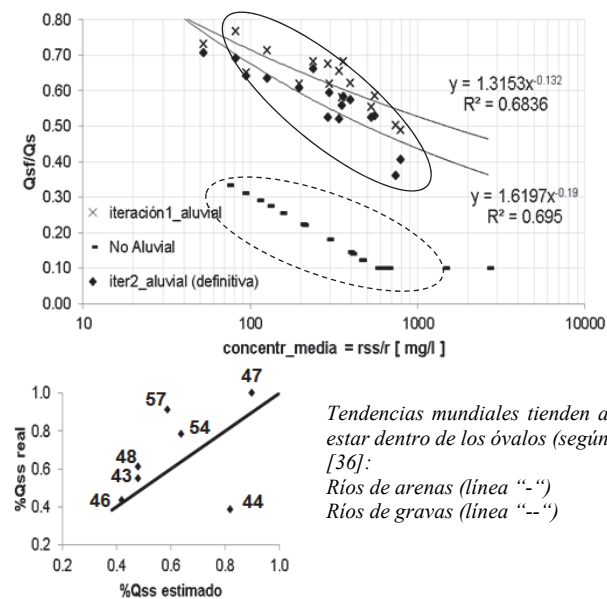 0.80
0.70
0.60
0.50
0.40
0.30
0.20
0.10
0.00
Qsf/Qs
y = 1.3153x^-0.132
R² = 0.6836
y = 1.6197x^-0.19
R² = 0.695
iteración1_aluvial
No Aluvial
iter2_aluvial (definitiva)
10 100 1000 10000
concentr_media = rss/r [ mg/l ]
1.0
0.8
0.6
0.4
0.2
%Qss real
47
57
54
48
43
46
44
0.2 0.4 0.6 0.8 1.0
%Qss estimado
Tendencias mundiales tienden a
estar dentro de los óvalos (según
[36]:
Ríos de arenas (línea “-“)
Ríos de gravas (línea “--“)